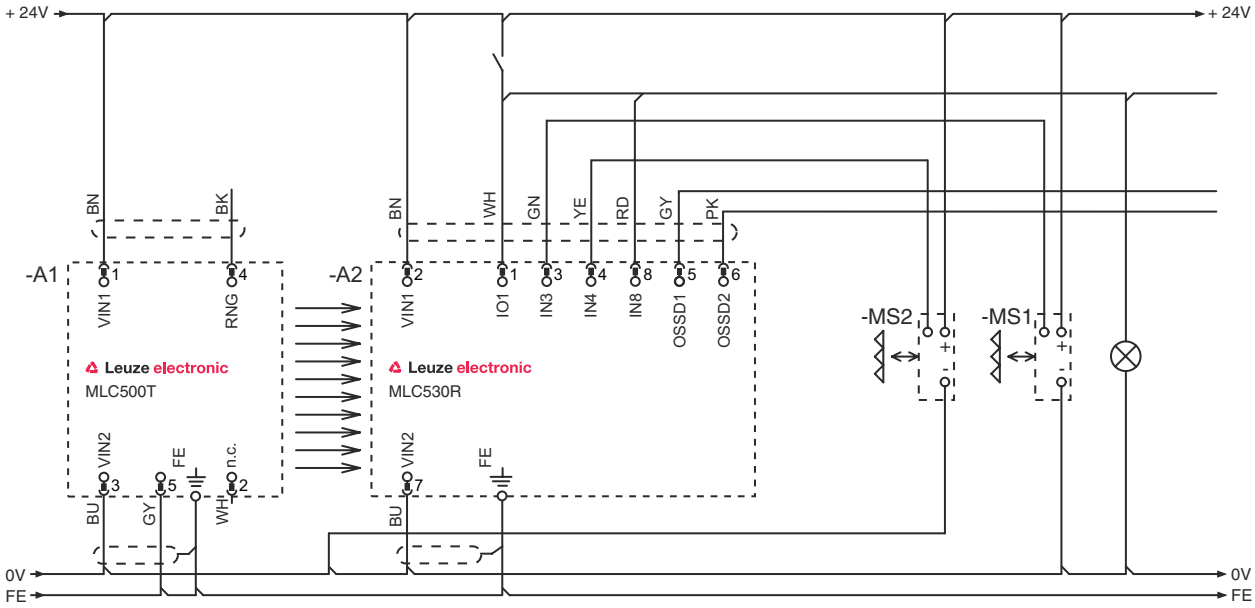 + 24V
+ 24V
BN
BK
BN
WH
GN
YE
RD
GY
PK
-A1
1
4
-A2
2
1
3
4
8
5
6
VIN1
RNG
VIN1
IO1
IN3
IN4
IN8
OSSD1
OSSD2
-MS2
-MS1
+
+
-
-
Leuze electronic
MLC500T
Leuze electronic
MLC530R
VIN2
FE
n.c.
VIN2
FE
3
5
2
7
BU
GY
WH
BU
0V
0V
FE
FE